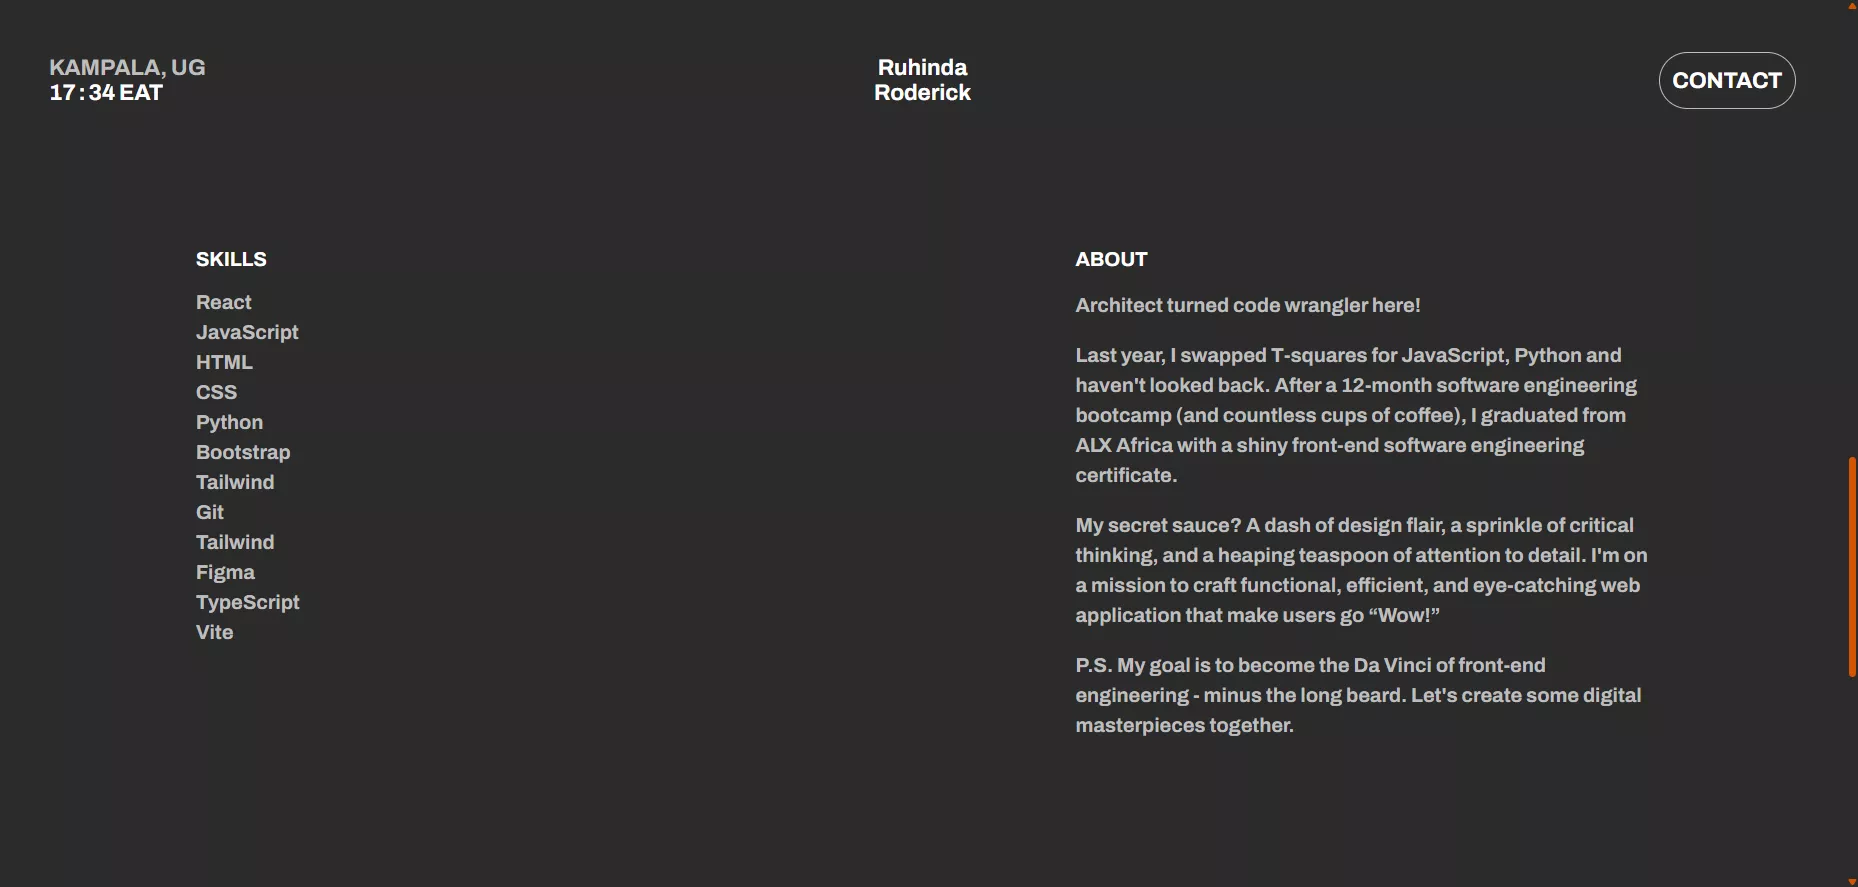 KAMPALA, UG
17 : 34 EAT
Ruhinda
Roderick
CONTACT
SKILLS
React
JavaScript
HTML
CSS
Python
Bootstrap
Tailwind
Git
Tailwind
Figma
TypeScript
Vite
ABOUT
Architect turned code wrangler here!
Last year, I swapped T-squares for JavaScript, Python and
haven't looked back. After a 12-month software engineering
bootcamp (and countless cups of coffee), I graduated from
ALX Africa with a shiny front-end software engineering
certificate.
My secret sauce? A dash of design flair, a sprinkle of critical
thinking, and a heaping teaspoon of attention to detail. I'm on
a mission to craft functional, efficient, and eye-catching web
application that make users go “Wow!”
P.S. My goal is to become the Da Vinci of front-end
engineering - minus the long beard. Let's create some digital
masterpieces together.